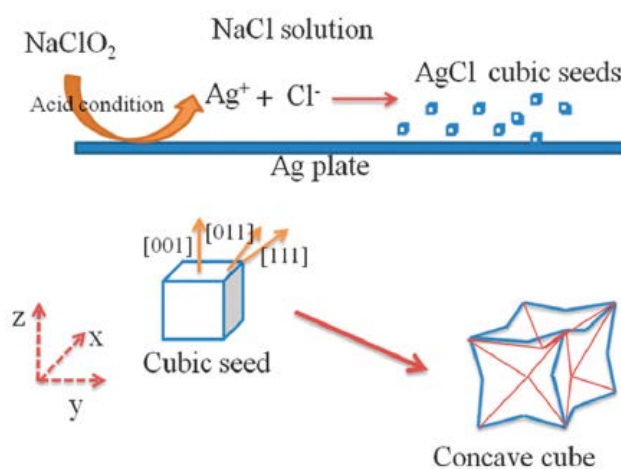 NaClO₂
NaCl solution
Acid condition
Ag⁺ + Cl⁻
AgCl cubic seeds
Ag plate
[001]
[011]
[111]
z
x
y
Cubic seed
Concave cube